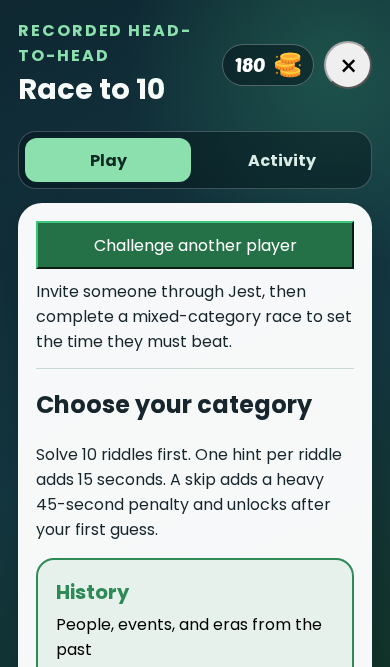 RECORDED HEAD-
TO-HEAD
Race to 10
180
×
Play
Activity
Challenge another player
Invite someone through Jest, then
complete a mixed-category race to set
the time they must beat.
Choose your category
Solve 10 riddles first. One hint per riddle
adds 15 seconds. A skip adds a heavy
45-second penalty and unlocks after
your first guess.
History
People, events, and eras from the
past